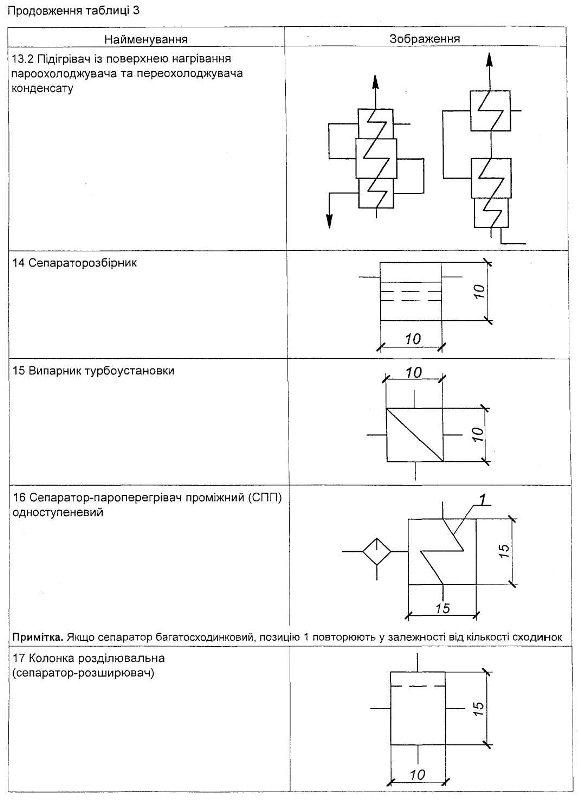 Продовження таблиці 3
Найменування
Зображення
13.2 Підігрівач із поверхнею нагрівання
пароохолоджувача та переохолоджувача
конденсату
14 Сепараторозбірник
10
10
15 Випарник турбоустановки
10
10
16 Сепаратор-пароперегрівач проміжний (СПП)
одноступеневий
1
15
15
Примітка. Якщо сепаратор багатосходинковий, позицію 1 повторюють у залежності від кількості сходинок
17 Колонка розділювальна
(сепаратор-розширювач)
15
10